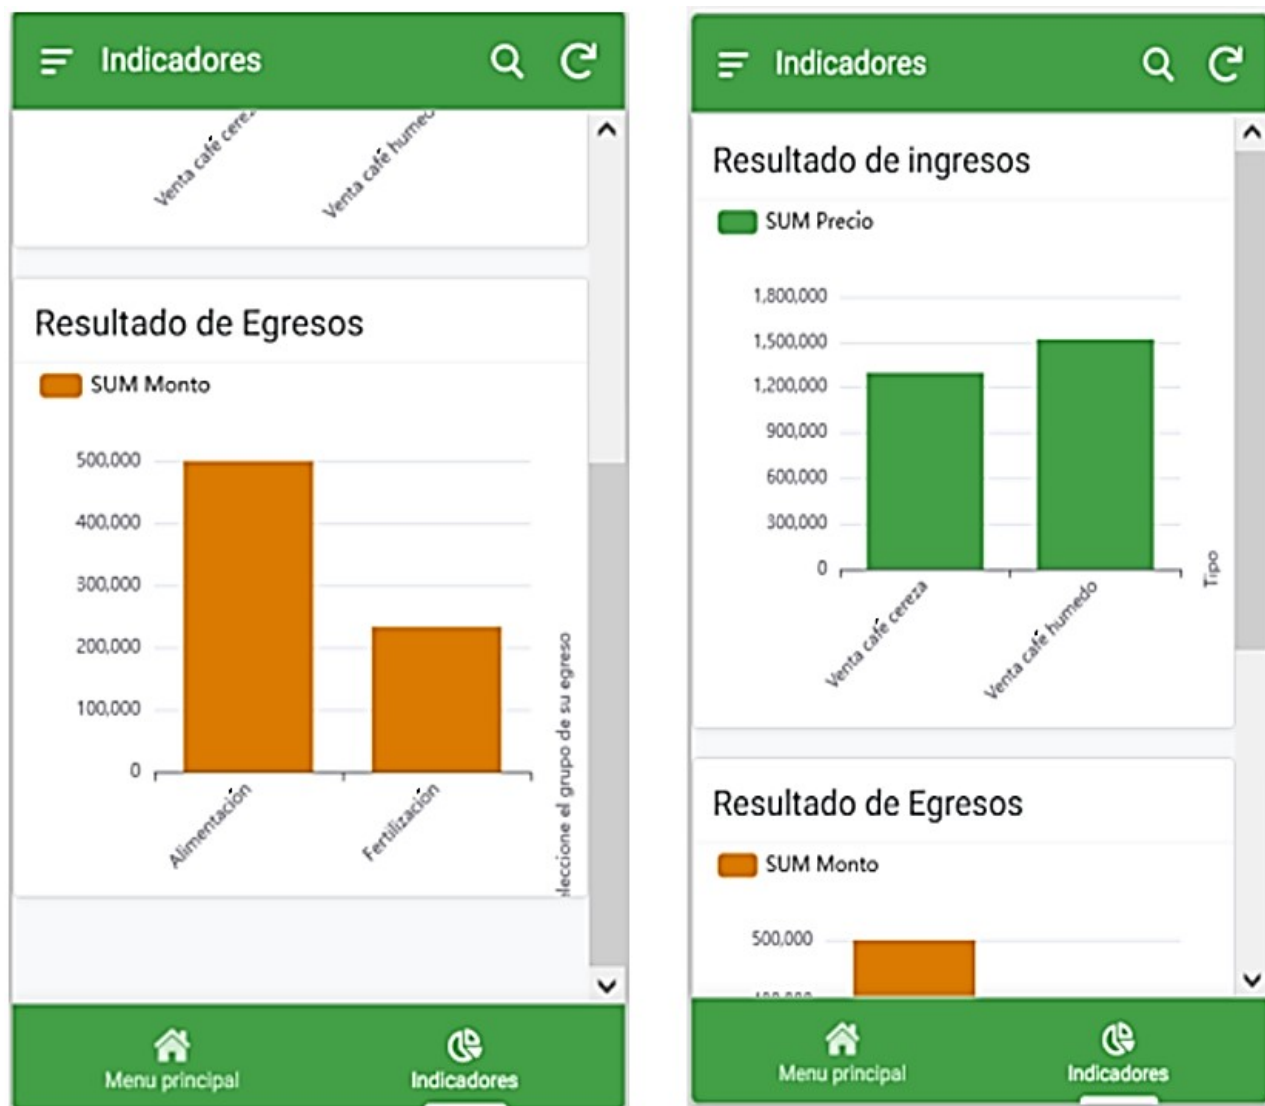 Indicadores
Venta café cere
Venta café humed
Resultado de Egresos
SUM Monto
500,000
400,000
300,000
200,000
100,000
0
Alimentación
Fertilización
eleccione el grupo de su egreso
Menu principal
Indicadores
Indicadores
Resultado de ingresos
SUM Precio
1,800,000
1,500,000
1,200,000
900,000
600,000
300,000
0
Venta café cereza
Venta café humedo
Tipo
Resultado de Egresos
SUM Monto
500,000
Menu principal
Indicadores